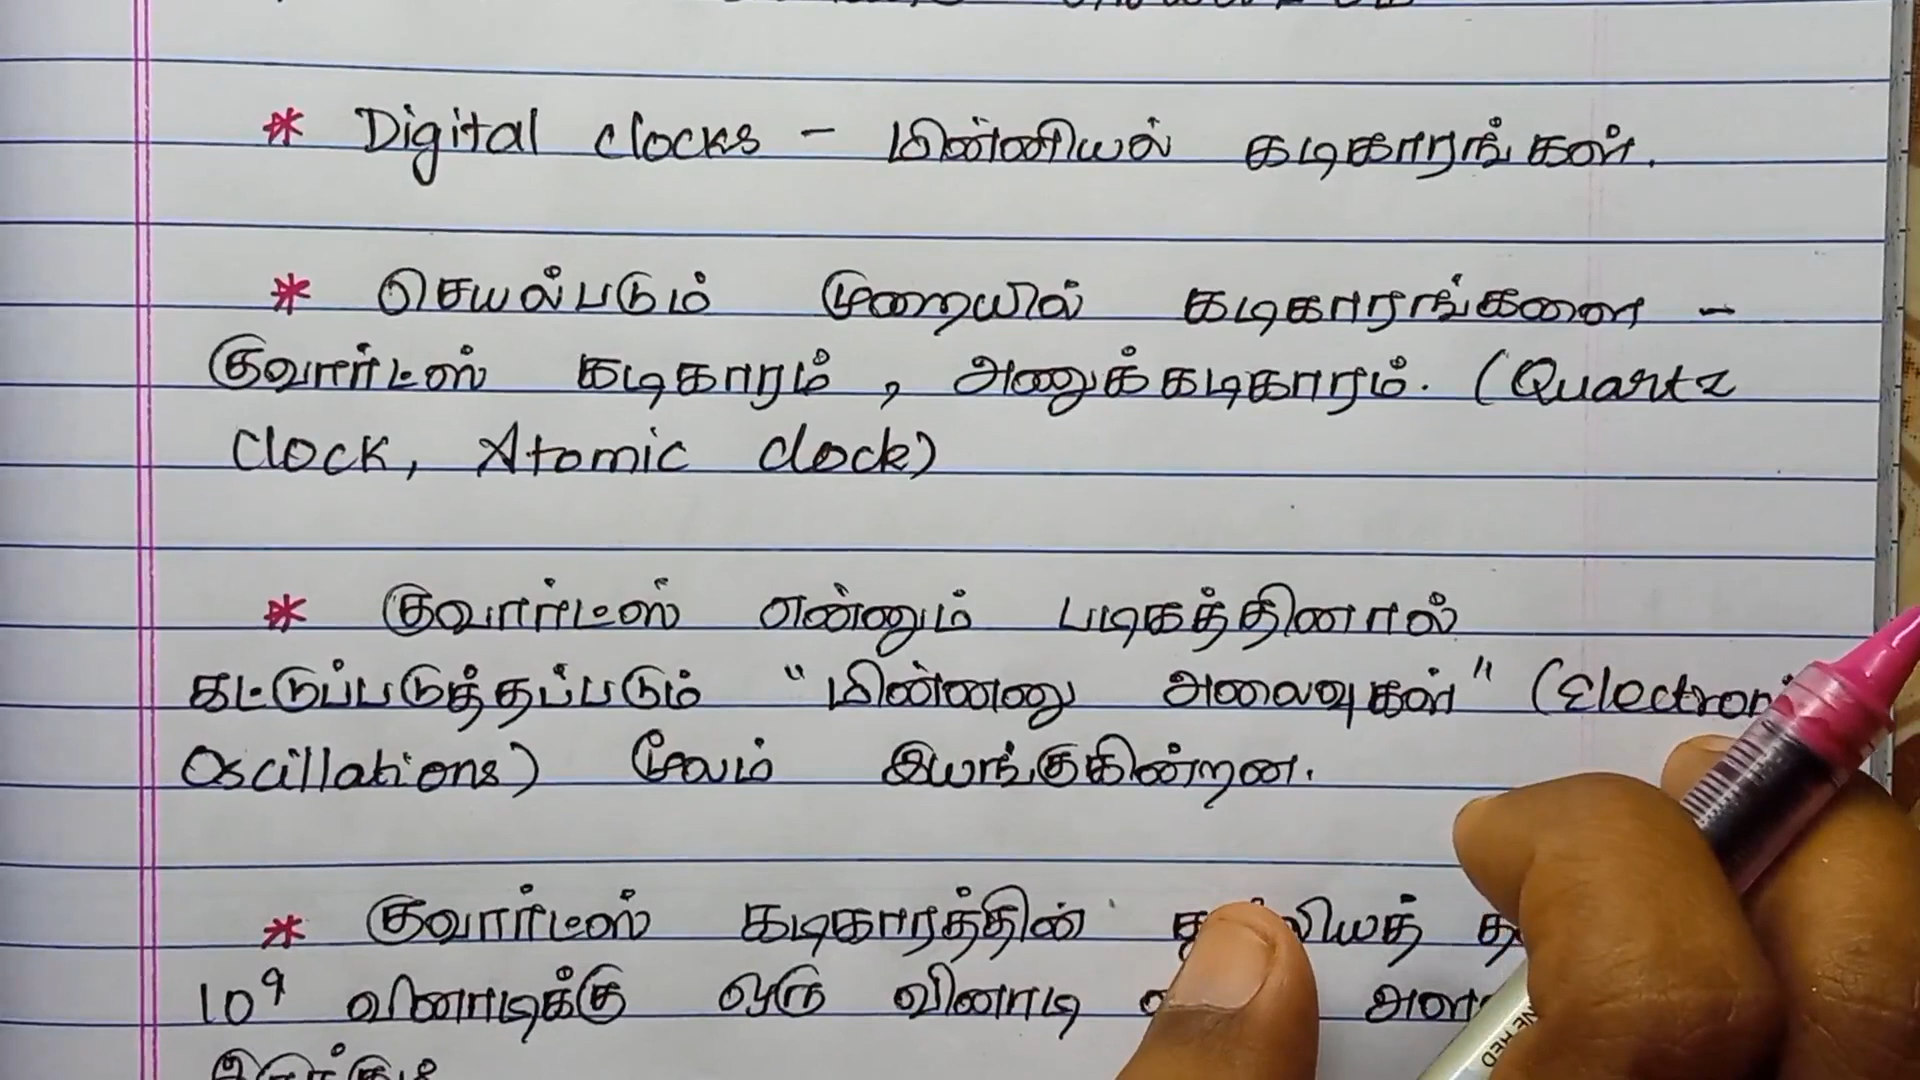 * Digital clocks - மின்னியல் கடிகாரங்கள்.
* செயல்படும் முறையில் கடிகாரங்களை -
குவார்ட்ஸ் கடிகாரம், அணுக்கடிகாரம். (Quartz
Clock, Atomic clock)
* குவார்ட்ஸ் என்னும் படிகத்தினால்
கட்டுப்படுத்தப்படும் "மின்னணு அலைவுகள்" (Electron
Oscillations) மூலம் இயங்குகின்றன.
* குவார்ட்ஸ் கடிகாரத்தின்
10⁹ வினாடிக்கு ஒரு வினாடி
இருக்கும்